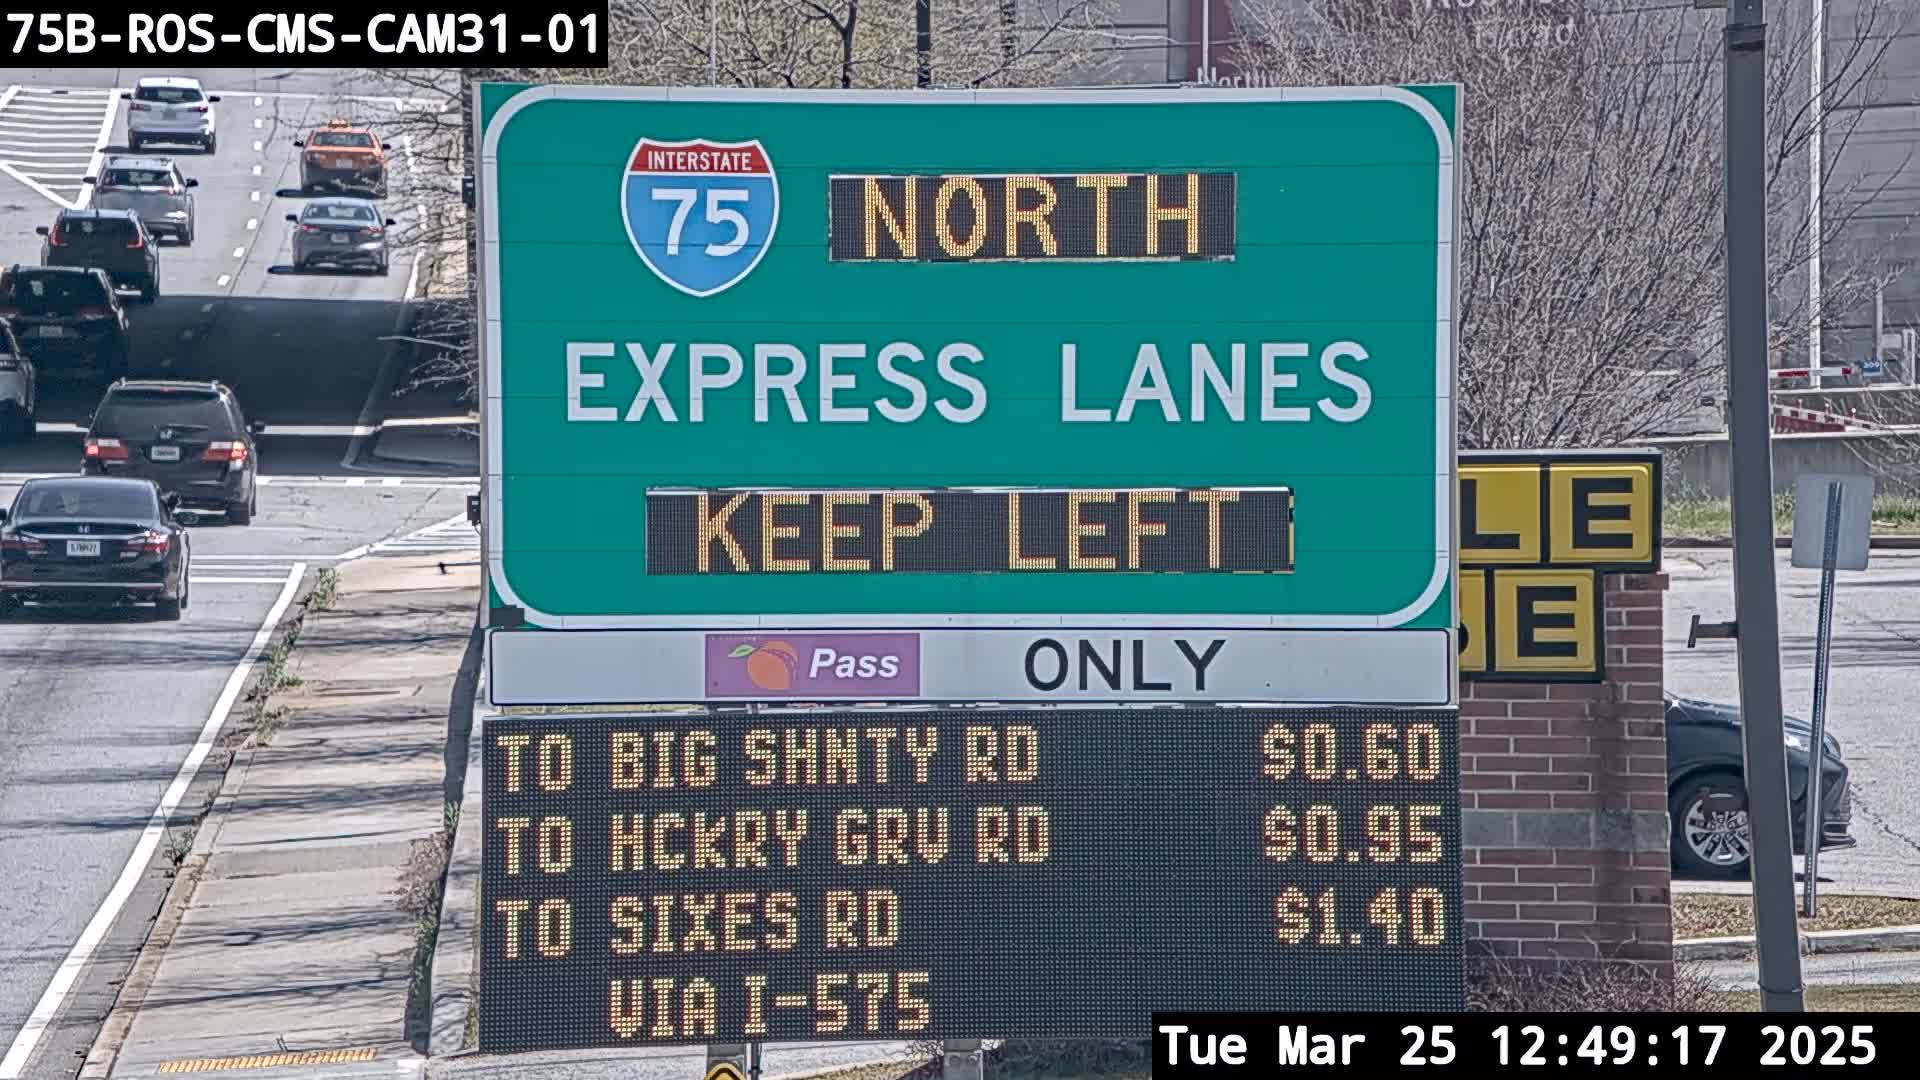 75B-ROS-CMS-CAM31-01
INTERSTATE
75
NORTH
EXPRESS LANES
KEEP LEFT
Pass ONLY
TO BIG SHNTY RD $0.60
TO HCKRY GRV RD $0.95
TO SIXES RD $1.40
VIA I-575
LE
E
Tue Mar 25 12:49:17 2025